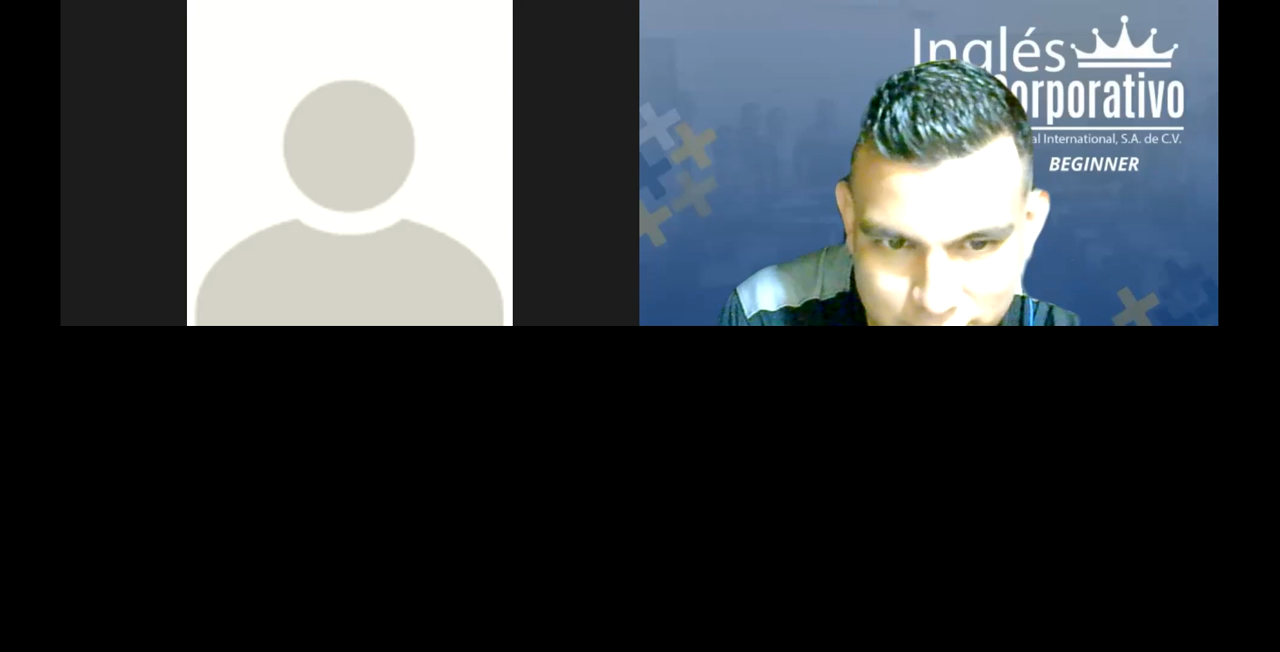 Inglés
orporativo
al International, S.A. de C.V.
BEGINNER